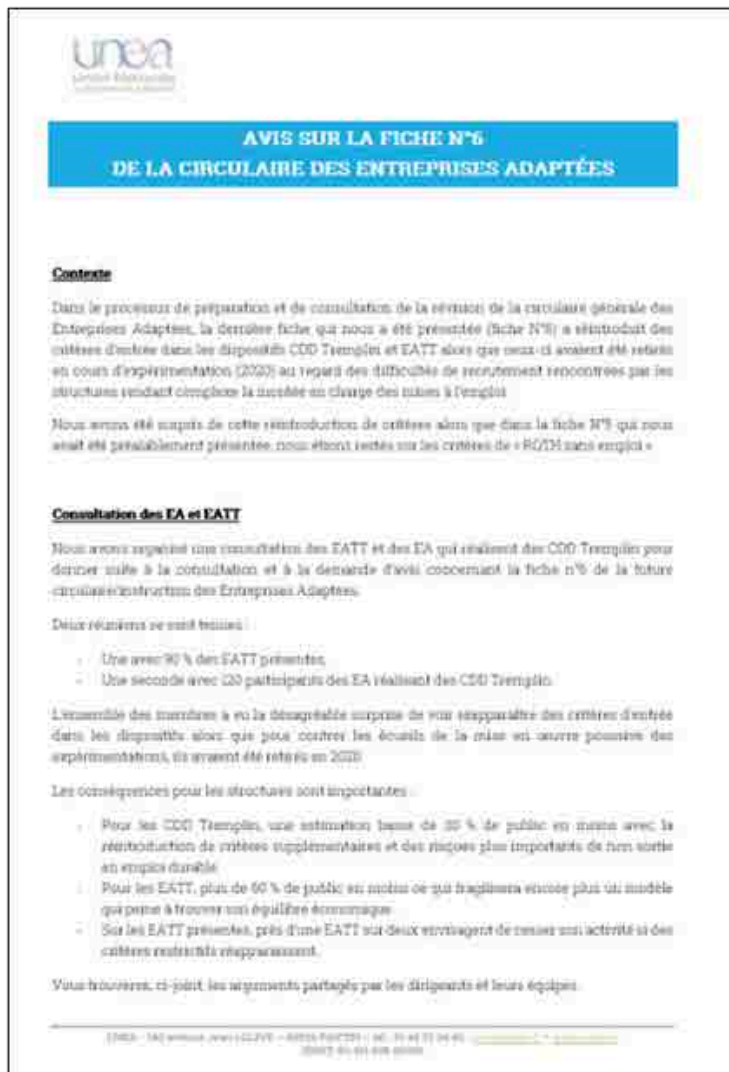 unea
AVIS SUR LA FICHE N°6
DE LA CIRCULAIRE DES ENTREPRISES ADAPTÉES
Contexte
Dans le processus de préparation et de consultation de la révision de la circulaire générale des
Entreprises Adaptées, la dernière fiche qui nous a été présentée (fiche N°6) a réintroduit des
critères d'entrée dans les dispositifs CDD Tremplin et EATT alors que ceux-ci avaient été retirés
en cours d'expérimentation (2020) au regard des difficultés de recrutement rencontrées par les
structures rendant complexe la montée en charge des mises à l'emploi
Nous avons été surpris de cette réintroduction de critères alors que dans la fiche N°5 qui nous
avait été préalablement présentée, nous étions restés sur les critères de « RQTH sans emploi »
Consultation des EA et EATT
Nous avons organisé une consultation des EATT et des EA qui réalisent des CDD Tremplin pour
donner suite à la consultation et à la demande d'avis concernant la fiche n°6 de la future
circulaire/instruction des Entreprises Adaptées.
Deux réunions se sont tenues :
- Une avec 90 % des EATT présentes,
- Une seconde avec 120 participants des EA réalisant des CDD Tremplin.
L'ensemble des membres a eu la désagréable surprise de voir réapparaître des critères d'entrée
dans les dispositifs alors que pour contrer les écueils de la mise en œuvre poussive des
expérimentations, ils avaient été retirés en 2020
Les conséquences pour les structures sont importantes :
- Pour les CDD Tremplin, une estimation basse de 30 % de public en moins avec la
réintroduction de critères supplémentaires et des risques plus importants de non sortie
en emploi durable
- Pour les EATT, plus de 60 % de public en moins ce qui fragilisera encore plus un modèle
qui peine à trouver son équilibre économique
- Sur les EATT présentes, près d'une EATT sur deux envisagent de cesser son activité si des
critères restrictifs réapparaissent.
Vous trouverez, ci-joint, les arguments partagés par les dirigeants et leurs équipes.
UNEA